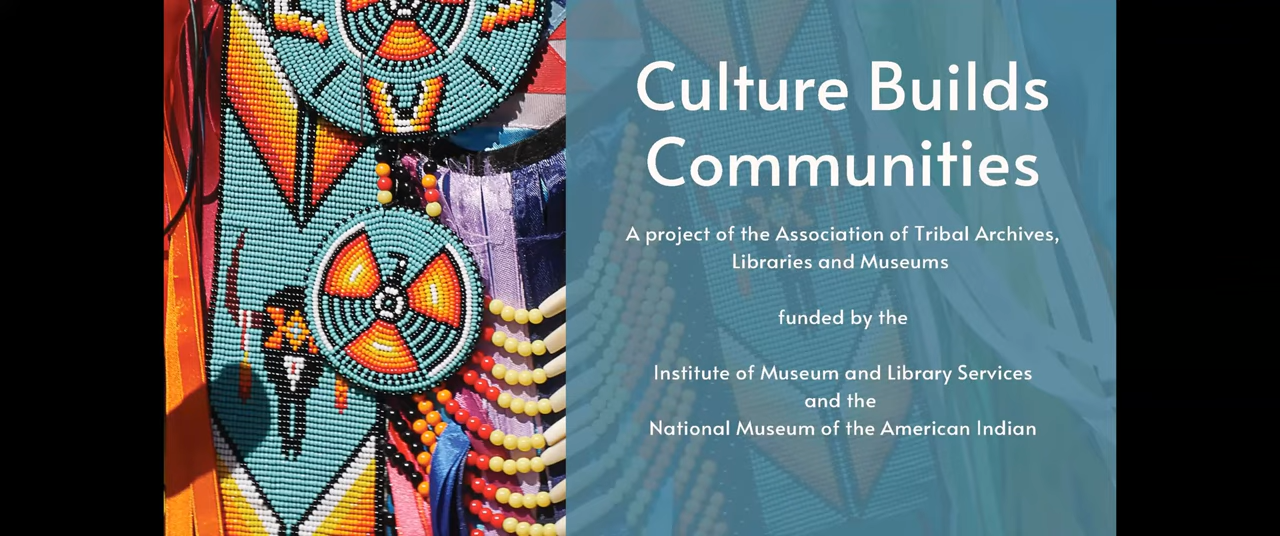 Culture Builds
Communities
A project of the Association of Tribal Archives,
Libraries and Museums
funded by the
Institute of Museum and Library Services
and the
National Museum of the American Indian